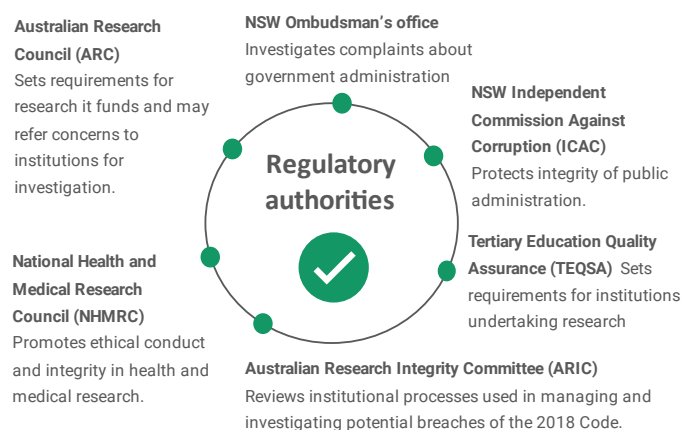 Australian Research
Council (ARC)
Sets requirements for
research it funds and may
refer concerns to
institutions for
investigation.
NSW Ombudsman’s office
Investigates complaints about
government administration
NSW Independent
Commission Against
Corruption (ICAC)
Protects integrity of public
administration.
Regulatory
authorities
Tertiary Education Quality
Assurance (TEQSA) Sets
requirements for institutions
undertaking research
National Health and
Medical Research
Council (NHMRC)
Promotes ethical conduct
and integrity in health and
medical research.
Australian Research Integrity Committee (ARIC)
Reviews institutional processes used in managing and
investigating potential breaches of the 2018 Code.